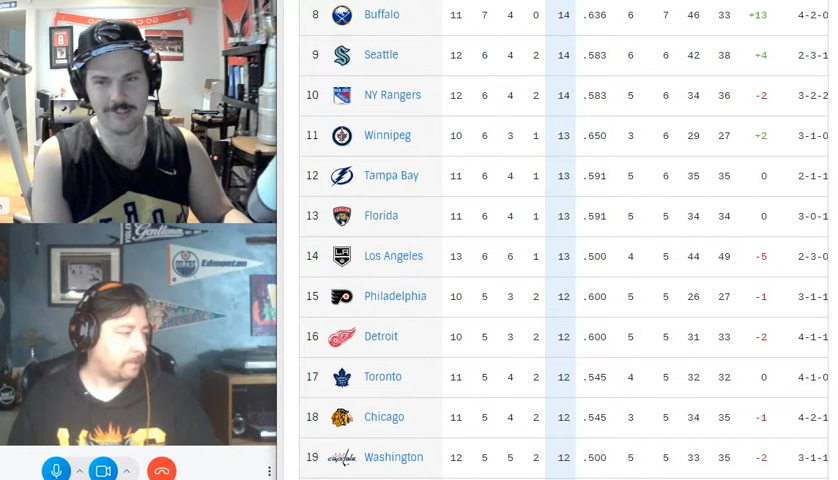 Gentlemen
Edmonton
8 Buffalo 11 7 4 0 14 .636 6 7 46 33 +13 4-2-0
9 Seattle 12 6 4 2 14 .583 6 6 42 38 +4 2-3-1
10 NY Rangers 12 6 4 2 14 .583 5 6 34 36 -2 3-2-2
11 Winnipeg 10 6 3 1 13 .650 3 6 29 27 +2 3-1-0
12 Tampa Bay 11 6 4 1 13 .591 5 6 35 35 0 2-1-1
13 Florida 11 6 4 1 13 .591 5 5 34 34 0 3-0-1
14 Los Angeles 13 6 6 1 13 .500 4 5 44 49 -5 2-3-0
15 Philadelphia 10 5 3 2 12 .600 5 5 26 27 -1 3-1-1
16 Detroit 10 5 3 2 12 .600 5 5 31 33 -2 4-1-1
17 Toronto 11 5 4 2 12 .545 4 5 32 32 0 4-1-0
18 Chicago 11 5 4 2 12 .545 3 5 34 35 -1 4-2-1
19 capitals Washington 12 5 5 2 12 .500 5 5 33 35 -2 3-1-1